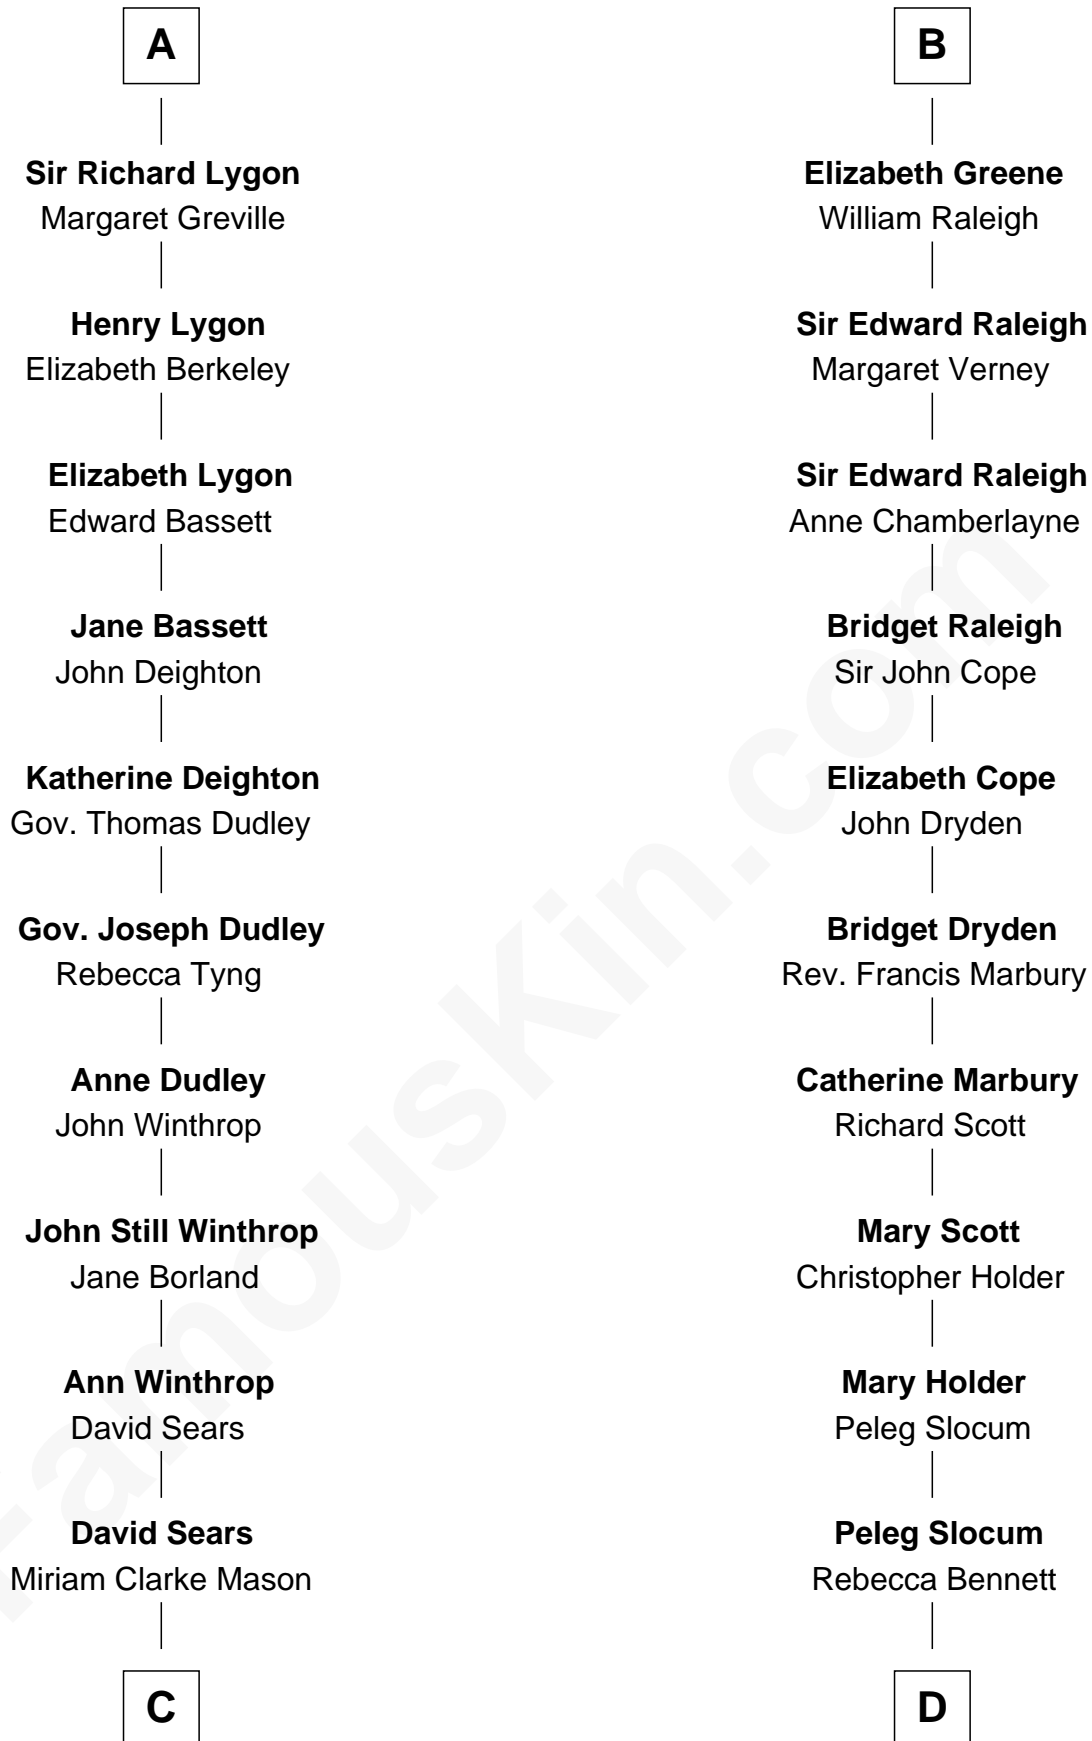 A
Sir Richard Lygon
Margaret Greville
Henry Lygon
Elizabeth Berkeley
Elizabeth Lygon
Edward Bassett
Jane Bassett
John Deighton
Katherine Deighton
Gov. Thomas Dudley
Gov. Joseph Dudley
Rebecca Tyng
Anne Dudley
John Winthrop
John Still Winthrop
Jane Borland
Ann Winthrop
David Sears
David Sears
Miriam Clarke Mason
C
B
Elizabeth Greene
William Raleigh
Sir Edward Raleigh
Margaret Verney
Sir Edward Raleigh
Anne Chamberlayne
Bridget Raleigh
Sir John Cope
Elizabeth Cope
John Dryden
Bridget Dryden
Rev. Francis Marbury
Catherine Marbury
Richard Scott
Mary Scott
Christopher Holder
Mary Holder
Peleg Slocum
Peleg Slocum
Rebecca Bennett
D
FamousKin.com